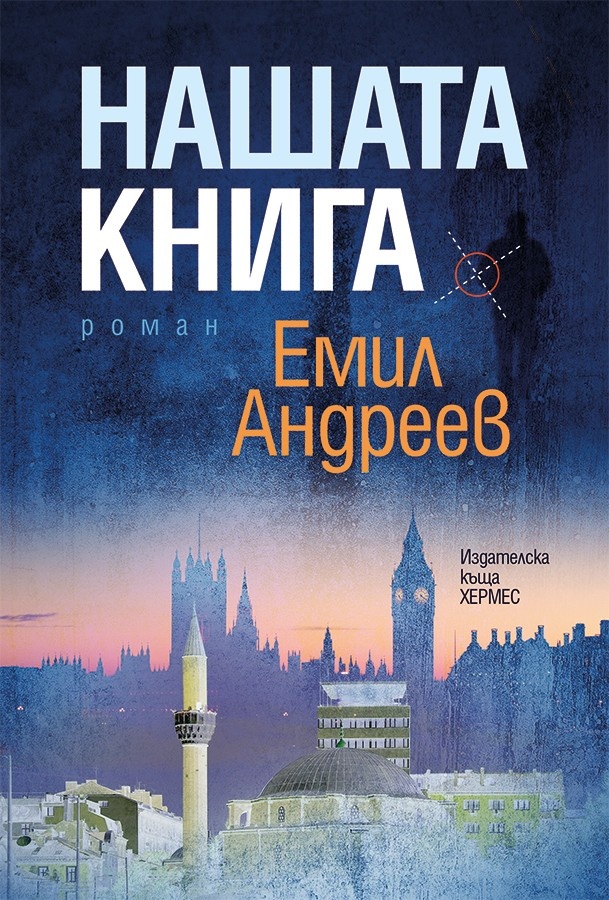 НАШАТА
КНИГА
роман
Емил
Андреев
Издателска
къща
ХЕРМЕС